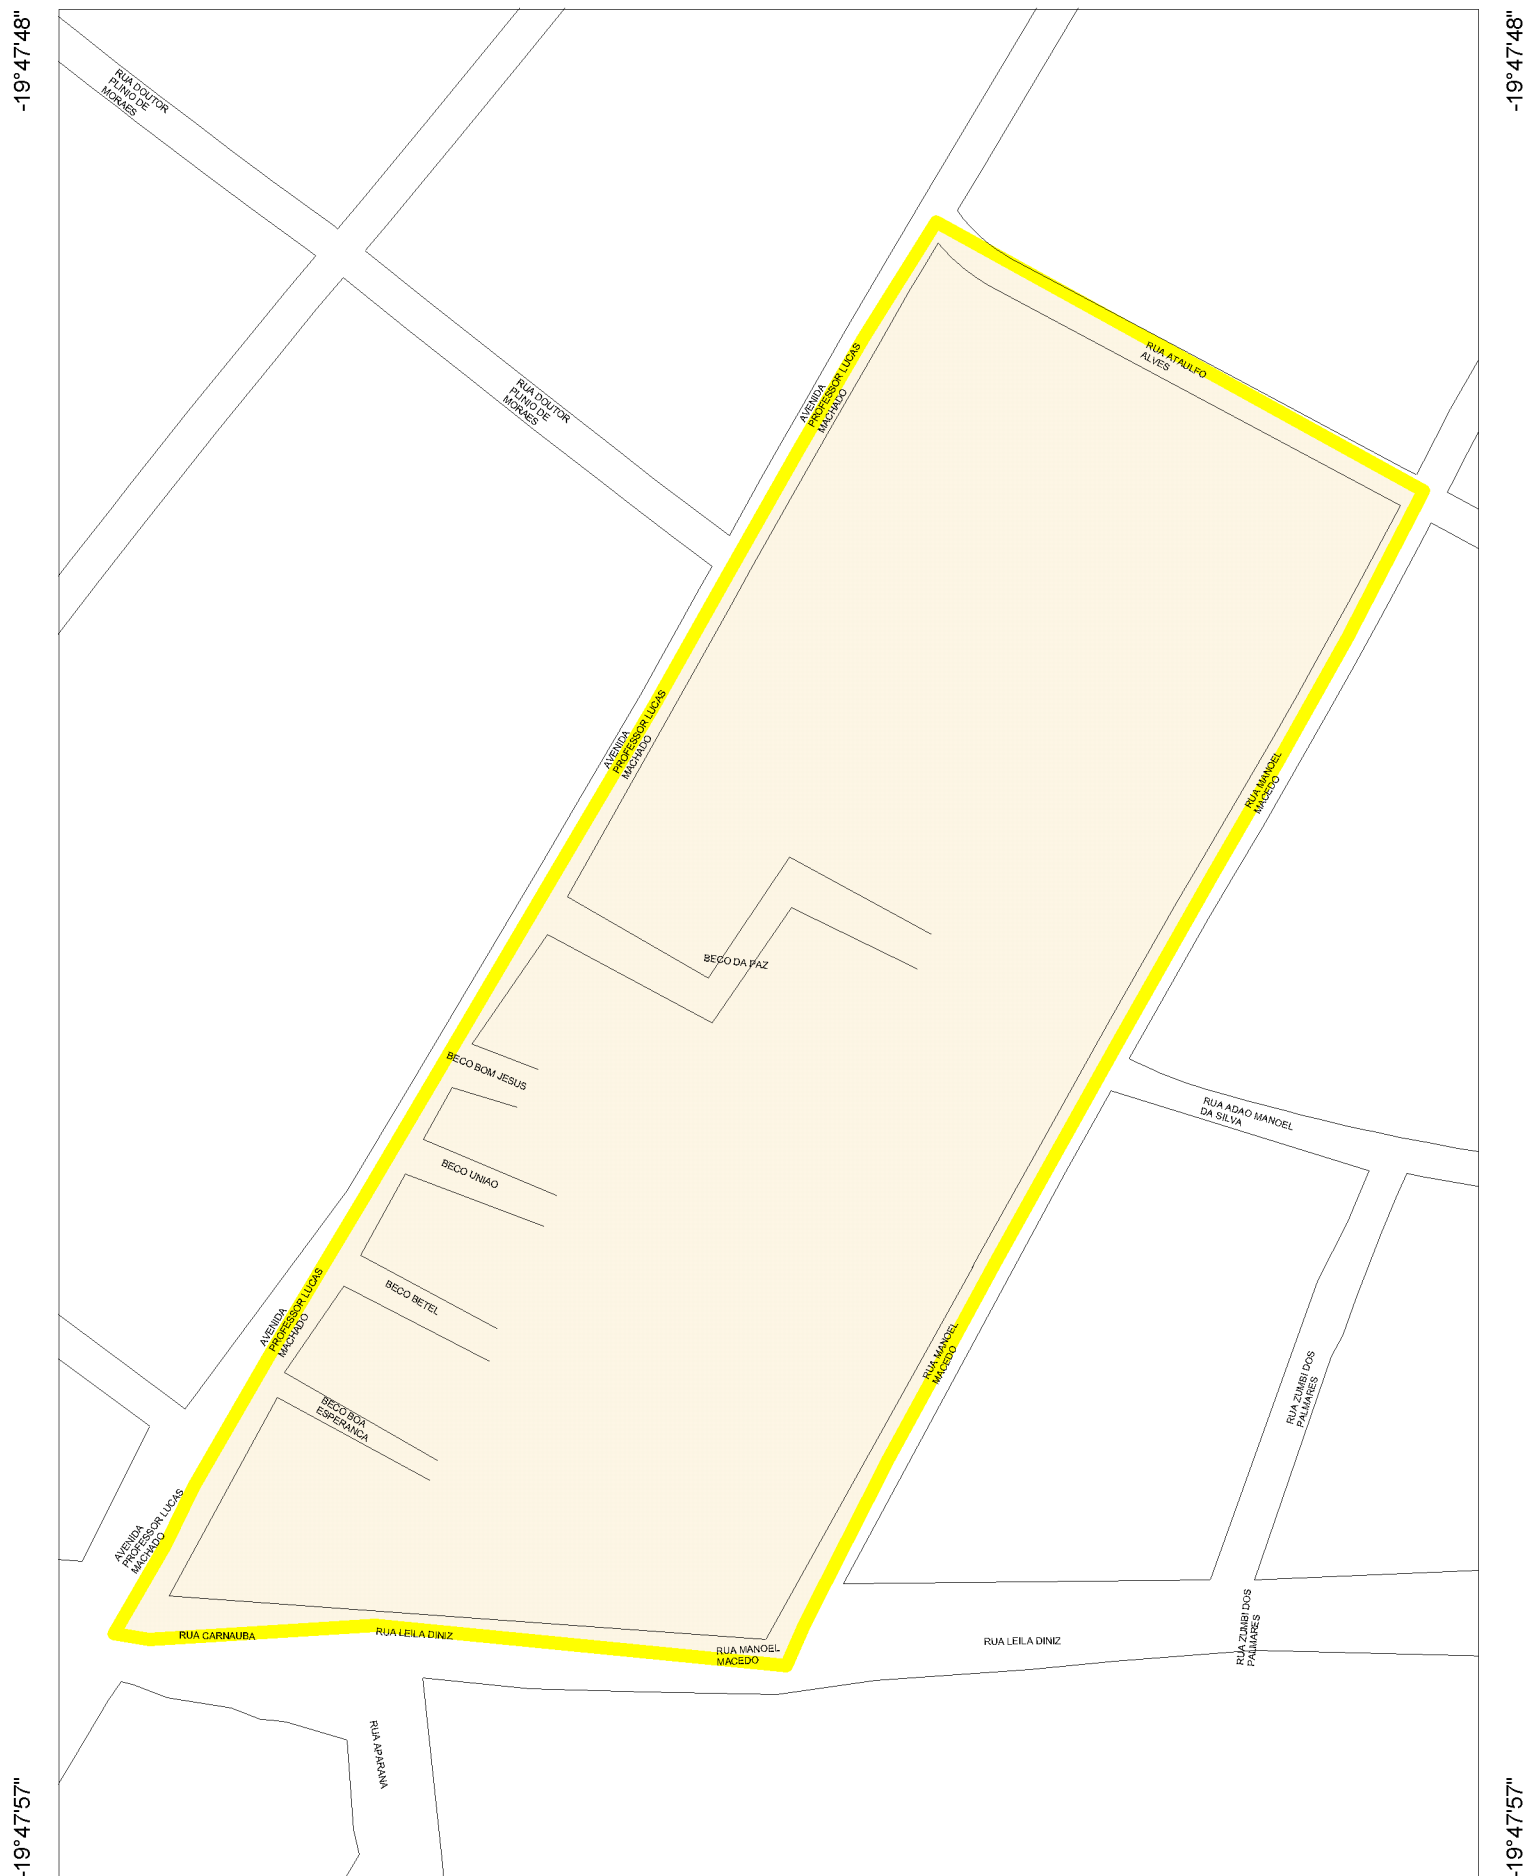 -19°47'48"
-19°47'48"
RUA DOUTOR
PLINIO DE
MORAES
RUA ATAULFO
ALVES
AVENIDA
PROFESSOR LUCAS
MACHADO
RUA DOUTOR
PLINIO DE
MORAES
AVENIDA
PROFESSOR LUCAS
MACHADO
RUA MANOEL
MACEDO
BECO DA PAZ
BECO BOM JESUS
RUA ADAO MANOEL
DA SILVA
BECO UNIAO
BECO BETEL
AVENIDA
PROFESSOR LUCAS
MACHADO
RUA MANOEL
MACEDO
RUA ZUMBI DOS
PALMARES
BECO BOA
ESPERANCA
AVENIDA
PROFESSOR LUCAS
MACHADO
RUA CARNAUBA
RUA LEILA DINIZ
RUA MANOEL
MACEDO
RUA LEILA DINIZ
RUA ZUMBI DOS
PALMARES
RUA APARANA
-19°47'57"
-19°47'57"